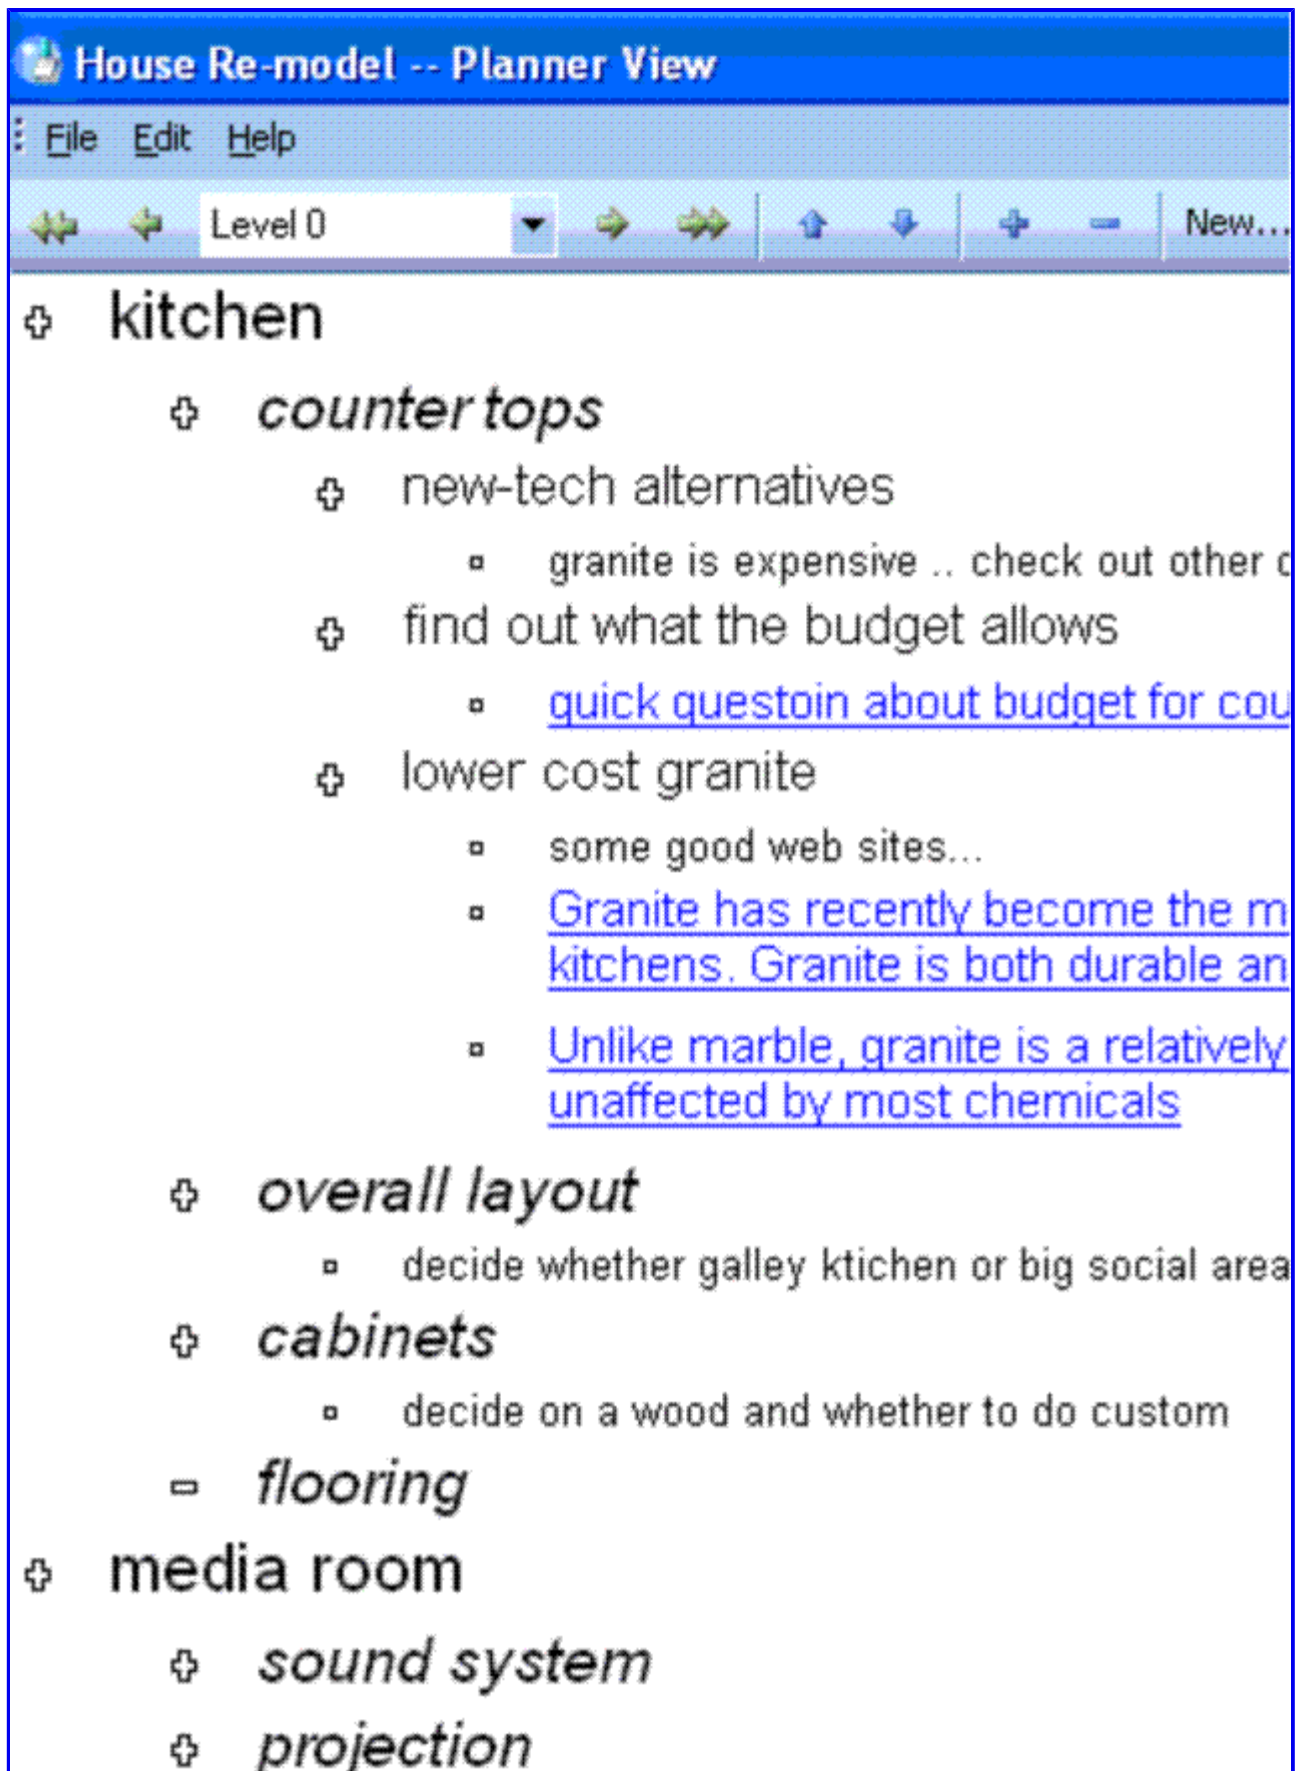 House Re-model -- Planner View
File Edit Help
Level 0 New...
kitchen
counter tops
new-tech alternatives
granite is expensive .. check out other
find out what the budget allows
quick questoin about budget for
lower cost granite
some good web sites...
Granite has recently become the
kitchens. Granite is both durable
Unlike marble, granite is a relatively
unaffected by most chemicals
overall layout
decide whether galley ktichen or big social area
cabinets
decide on a wood and whether to do custom
flooring
media room
sound system
projection